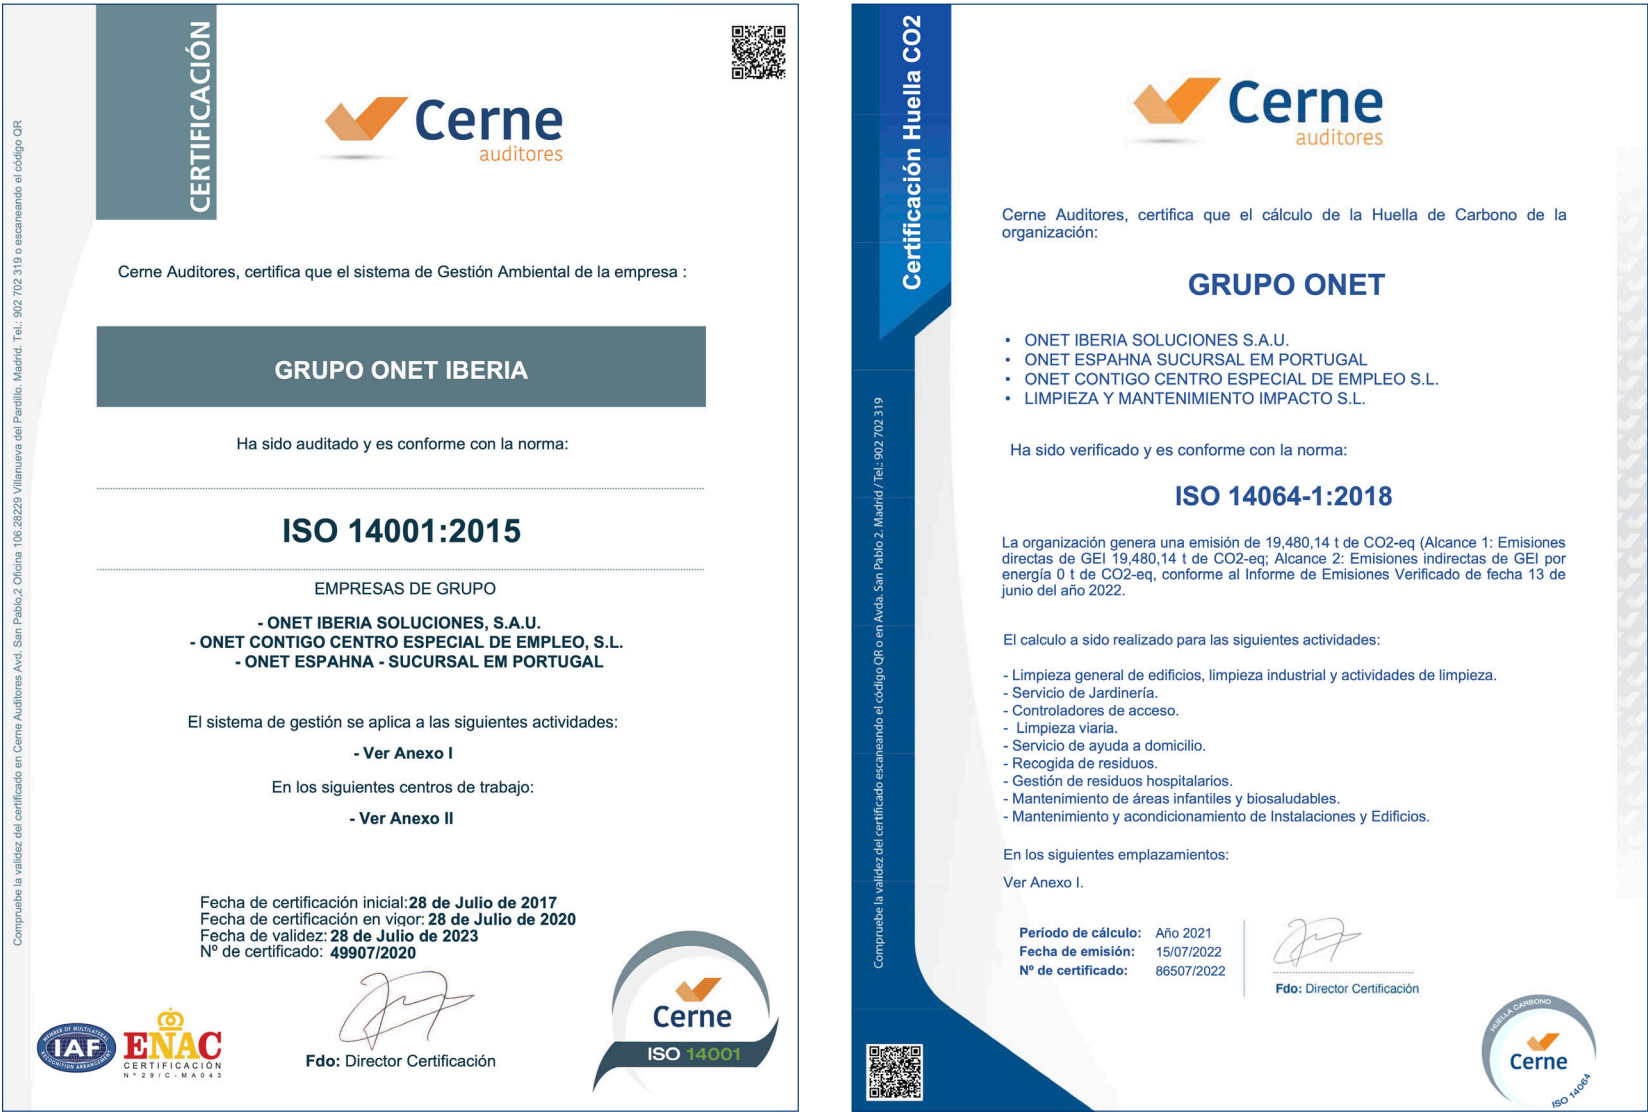 CERTIFICACIÓN
Compruebe la validez del certificado en Cerne Auditores Avd. San Pablo,2 Oficina 106.28229 Villanueva del Pardillo. Madrid. Tel.: 902 702 319 o escaneando el código QR
Cerne
auditores
Cerne Auditores, certifica que el sistema de Gestión Ambiental de la empresa :
GRUPO ONET IBERIA
Ha sido auditado y es conforme con la norma:
ISO 14001:2015
EMPRESAS DE GRUPO
- ONET IBERIA SOLUCIONES, S.A.U.
- ONET CONTIGO CENTRO ESPECIAL DE EMPLEO, S.L.
- ONET ESPAHNA - SUCURSAL EM PORTUGAL
El sistema de gestión se aplica a las siguientes actividades:
- Ver Anexo I
En los siguientes centros de trabajo:
- Ver Anexo II
Fecha de certificación inicial:28 de Julio de 2017
Fecha de certificación en vigor: 28 de Julio de 2020
Fecha de validez: 28 de Julio de 2023
Nº de certificado: 49907/2020
MEMBER OF MULTILATERAL
IAF
RECOGNITION ARRANGEMENT
ENAC
CERTIFICACIÓN
Nº29/C-MA043
Fdo: Director Certificación
Cerne
ISO 14001
Certificación Huella CO2
Compruebe la validez del certificado escaneando el código QR o en Avda. San Pablo 2. Madrid / Tel.: 902 702 319
Cerne
auditores
Cerne Auditores, certifica que el cálculo de la Huella de Carbono de la
organización:
GRUPO ONET
• ONET IBERIA SOLUCIONES S.A.U.
• ONET ESPAHNA SUCURSAL EM PORTUGAL
• ONET CONTIGO CENTRO ESPECIAL DE EMPLEO S.L.
• LIMPIEZA Y MANTENIMIENTO IMPACTO S.L.
Ha sido verificado y es conforme con la norma:
ISO 14064-1:2018
La organización genera una emisión de 19,480,14 t de CO2-eq (Alcance 1: Emisiones
directas de GEI 19,480,14 t de CO2-eq; Alcance 2: Emisiones indirectas de GEI por
energía 0 t de CO2-eq, conforme al Informe de Emisiones Verificado de fecha 13 de
junio del año 2022.
El calculo a sido realizado para las siguientes actividades:
- Limpieza general de edificios, limpieza industrial y actividades de limpieza.
- Servicio de Jardinería.
- Controladores de acceso.
- Limpieza viaria.
- Servicio de ayuda a domicilio.
- Recogida de residuos.
- Gestión de residuos hospitalarios.
- Mantenimiento de áreas infantiles y biosaludables.
- Mantenimiento y acondicionamiento de Instalaciones y Edificios.
En los siguientes emplazamientos:
Ver Anexo I.
Período de cálculo: Año 2021
Fecha de emisión: 15/07/2022
Nº de certificado: 86507/2022
Fdo: Director Certificación
HUELLA CARBONO
Cerne
ISO 14064